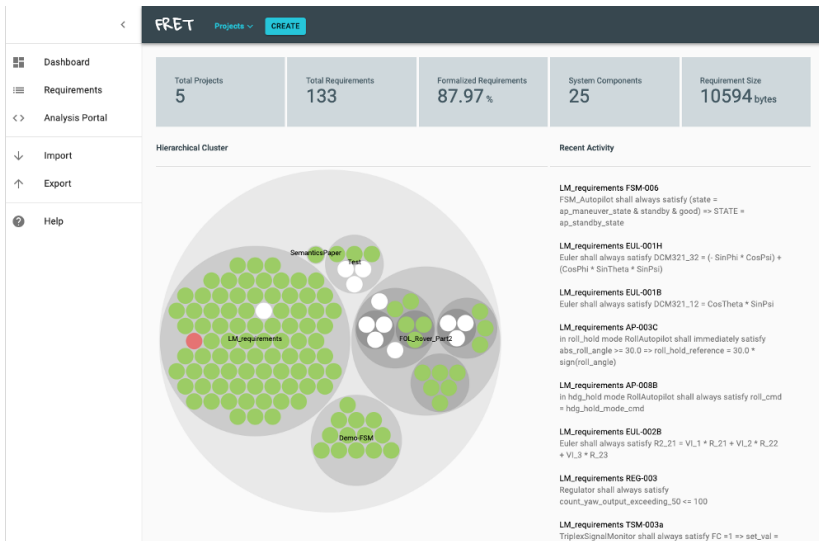 FRET
Projects
CREATE
Dashboard
Requirements
Analysis Portal
Import
Export
Help
Total Projects
5
Total Requirements
133
Formalized Requirements
87.97 %
System Components
25
Requirement Size
10594 bytes
Hierarchical Cluster
SemanticsPaper
Test
LM_requirements
FOL_Rover_Part2
Demo-FSM
Recent Activity
LM_requirements FSM-006
FSM_Autopilot shall always satisfy (state =
ap_maneuver_state & standby & good) => STATE =
ap_standby_state
LM_requirements EUL-001H
Euler shall always satisfy DCM321_32 = (- SinPhi * CosPsi) +
(CosPhi * SinTheta * SinPsi)
LM_requirements EUL-001B
Euler shall always satisfy DCM321_12 = CosTheta * SinPsi
LM_requirements AP-003C
in roll_hold mode RollAutopilot shall immediately satisfy
abs_roll_angle >= 30.0 => roll_hold_reference = 30.0 *
sign(roll_angle)
LM_requirements AP-008B
in hdg_hold mode RollAutopilot shall always satisfy roll_cmd
= hdg_hold_mode_cmd
LM_requirements EUL-002B
Euler shall always satisfy R2_21 = VI_1 * R_21 + VI_2 * R_22
+ VI_3 * R_23
LM_requirements REG-003
Regulator shall always satisfy
count_yaw_output_exceeding_50 <= 100
LM_requirements TSM-003a
TriplexSignalMonitor shall always satisfy FC =1 => set_val =